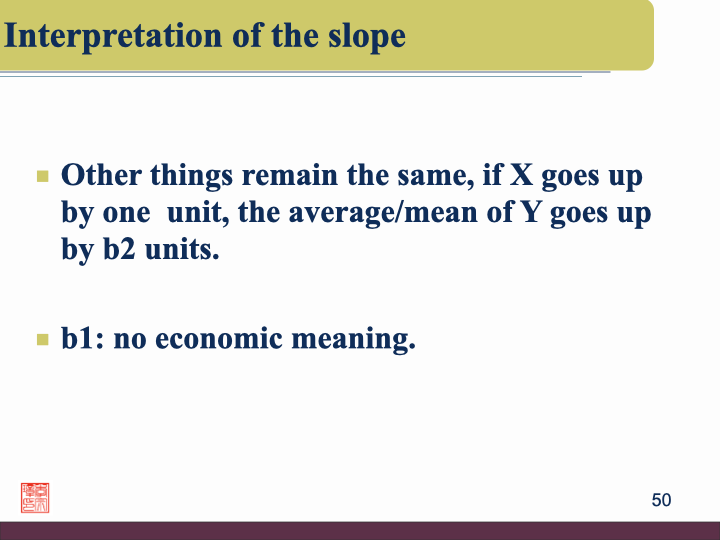 Interpretation of the slope
Other things remain the same, if X goes up
by one  unit, the average/mean of Y goes up
by b2 units.
b1: no economic meaning.
50